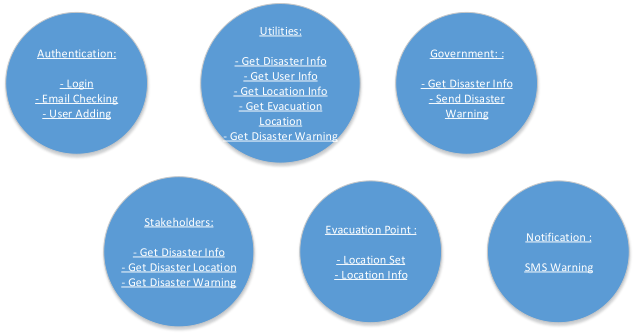 Authentication:
- Login
- Email Checking
- User Adding
Utilities:
- Get Disaster Info
- Get User Info
- Get Location Info
- Get Evacuation
Location
- Get Disaster Warning
Government: :
- Get Disaster Info
- Send Disaster
Warning
Stakeholders:
- Get Disaster Info
- Get Disaster Location
- Get Disaster Warning
Evacuation Point :
- Location Set
- Location Info
Notification :
SMS Warning